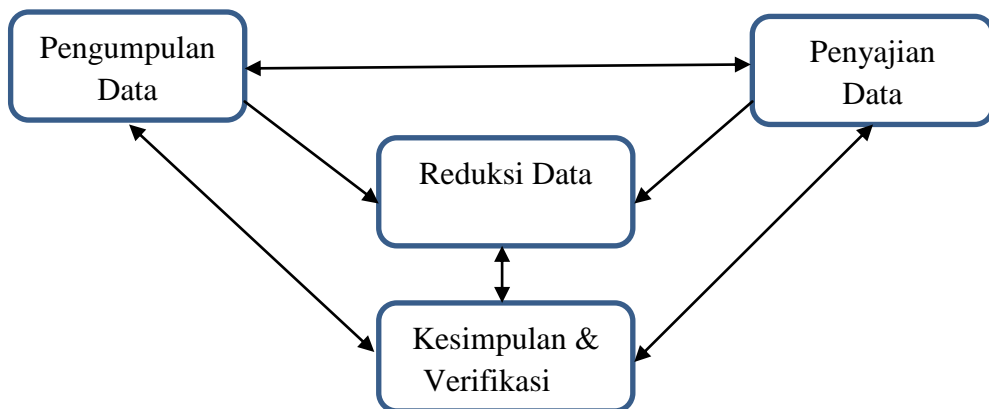 Pengumpulan
Data
Penyajian
Data
Reduksi Data
Kesimpulan &
Verifikasi